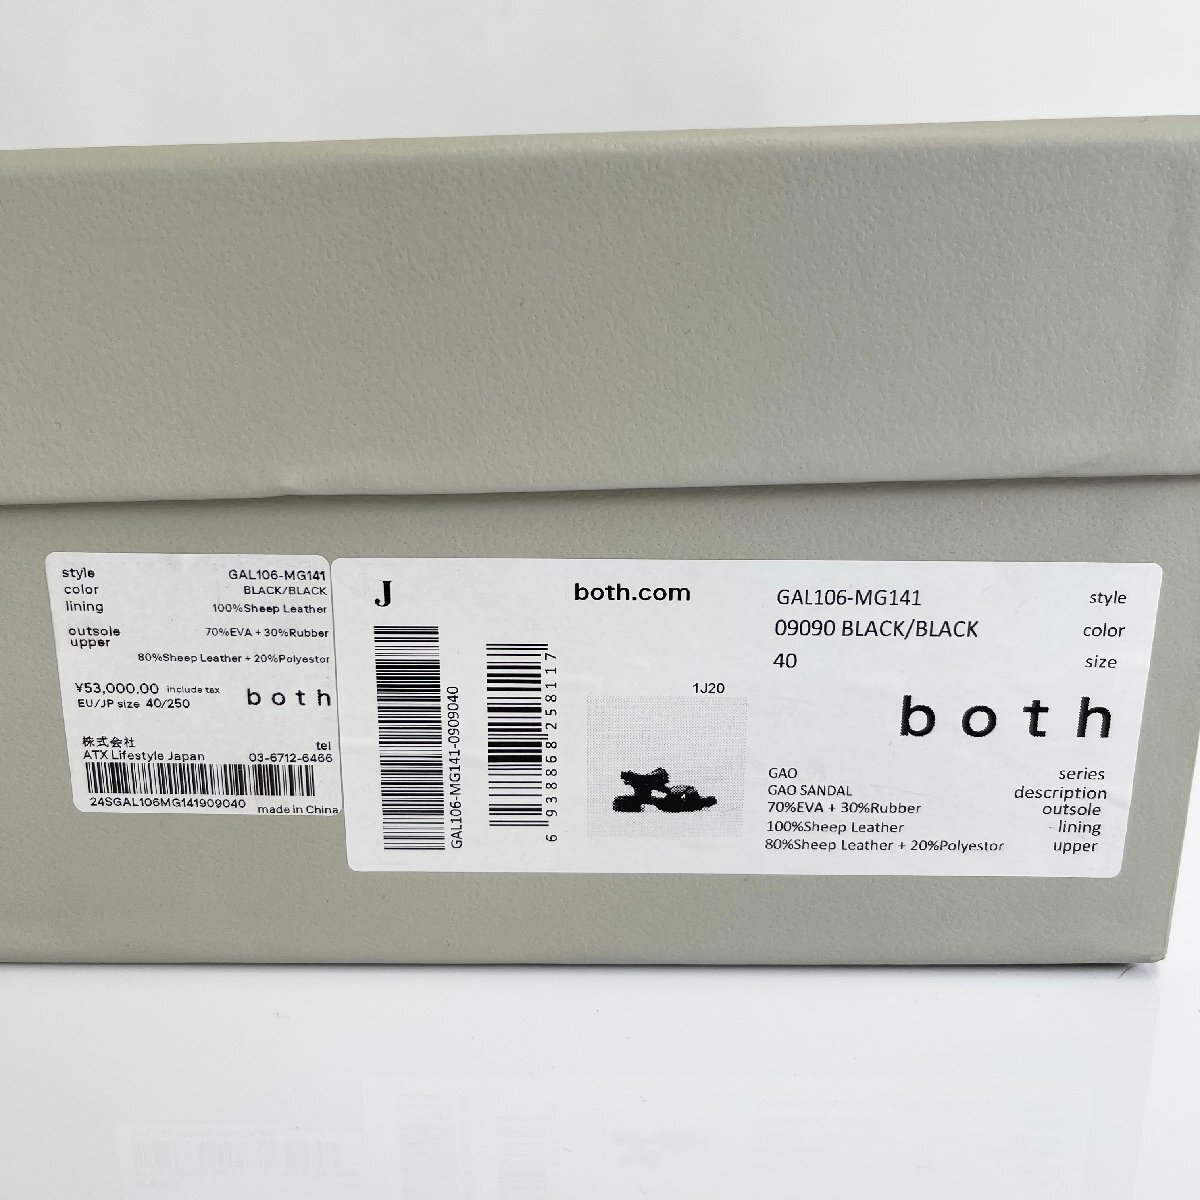 style GAL106-MG141
color BLACK/BLACK
lining 100%Sheep Leather
outsole 70%EVA + 30%Rubber
upper
80%Sheep Leather + 20%Polyestor
¥53,000.00 include tax
EU/JP size 40/250
both
株式会社 tel
ATX Lifestyle Japan 03-6712-6466
24SGAL106MG141909040
made in China
J
both.com
GAL106-MG141-0909040
6938868258117
1J20
GAL106-MG141 style
09090 BLACK/BLACK color
40 size
both
GAO series
GAO SANDAL description
70%EVA + 30%Rubber outsole
100%Sheep Leather lining
80%Sheep Leather + 20%Polyestor upper